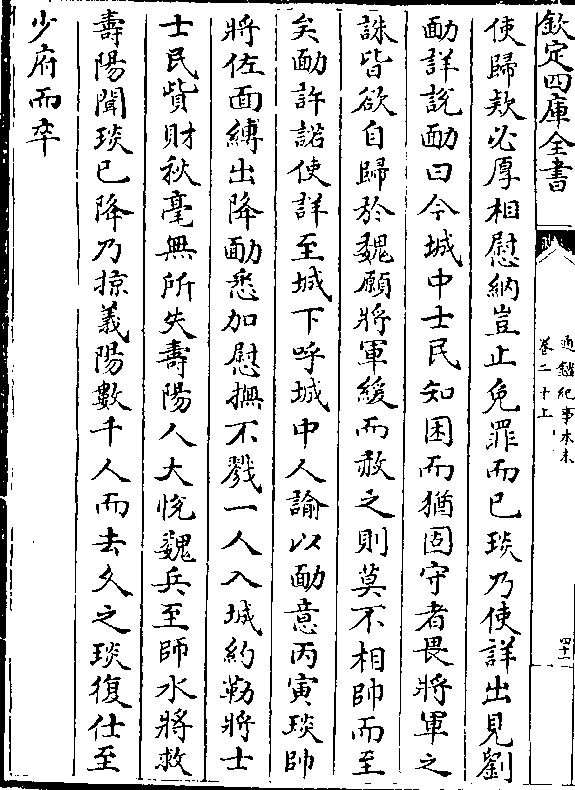 欽定四庫全書
通鑑紀事本末
卷二十上
四十一
使歸欵必厚相慰納豈止免罪而已琰乃使詳出見劉
勔詳説勔曰今城中士民知困而猶固守者畏將軍之
誅皆欲自歸於魏願將軍緩而赦之則莫不相帥而至
矣勔許諾使詳至城下呼城中人諭以勔意丙寅琰帥
將佐面縛出降勔悉加慰撫不戮一人入城約勒將士
士民貲財秋毫無所失壽陽人大悅魏兵至師水將救
壽陽聞琰已降乃掠義陽數千人而去久之琰復仕至
少府而卒